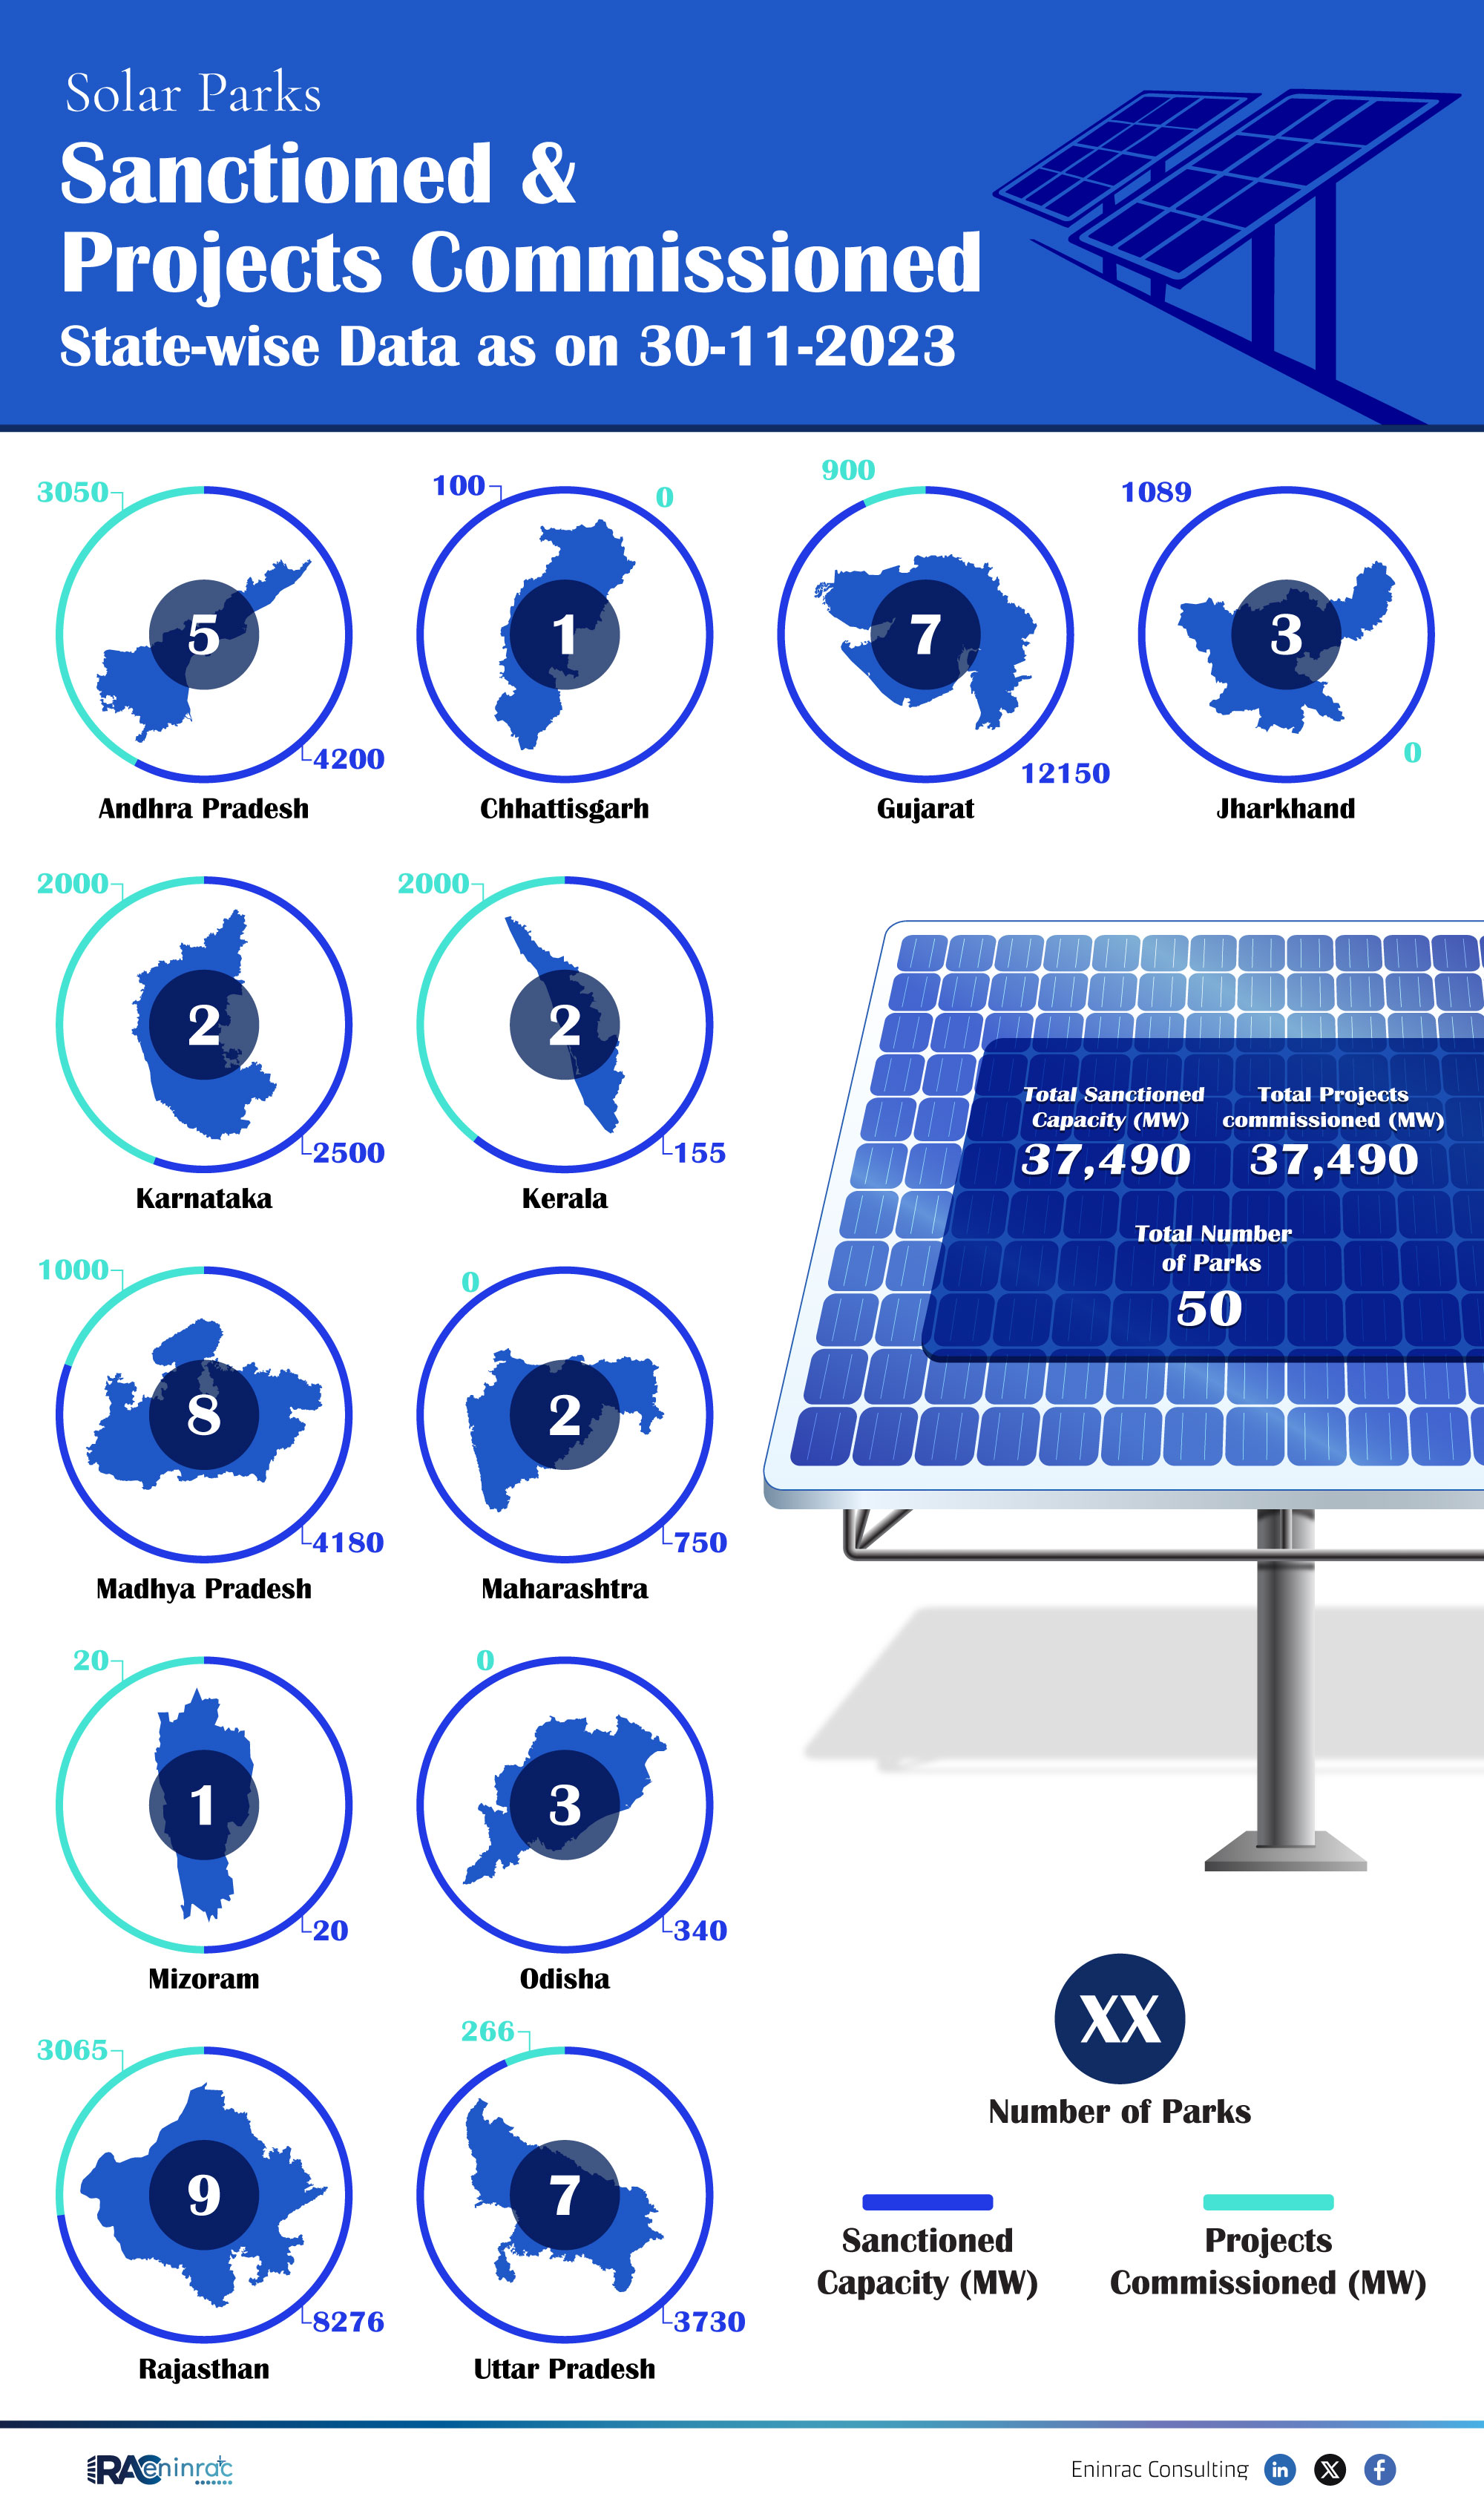 Solar Parks
Sanctioned &
Projects Commissioned
State-wise Data as on 30-11-2023
3050
5
4200
Andhra Pradesh
100
0
1
Chhattisgarh
900
7
12150
Gujarat
1089
3
0
Jharkhand
2000
2
2500
Karnataka
2000
2
155
Kerala
Total Sanctioned
Capacity (MW)
37,490
Total Projects
commissioned (MW)
37,490
Total Number
of Parks
50
1000
8
4180
Madhya Pradesh
0
2
750
Maharashtra
20
1
20
Mizoram
0
3
340
Odisha
3065
9
8276
Rajasthan
266
7
3730
Uttar Pradesh
XX
Number of Parks
Sanctioned
Capacity (MW)
Projects
Commissioned (MW)
RAC eninrac
Eninrac Consulting in X f